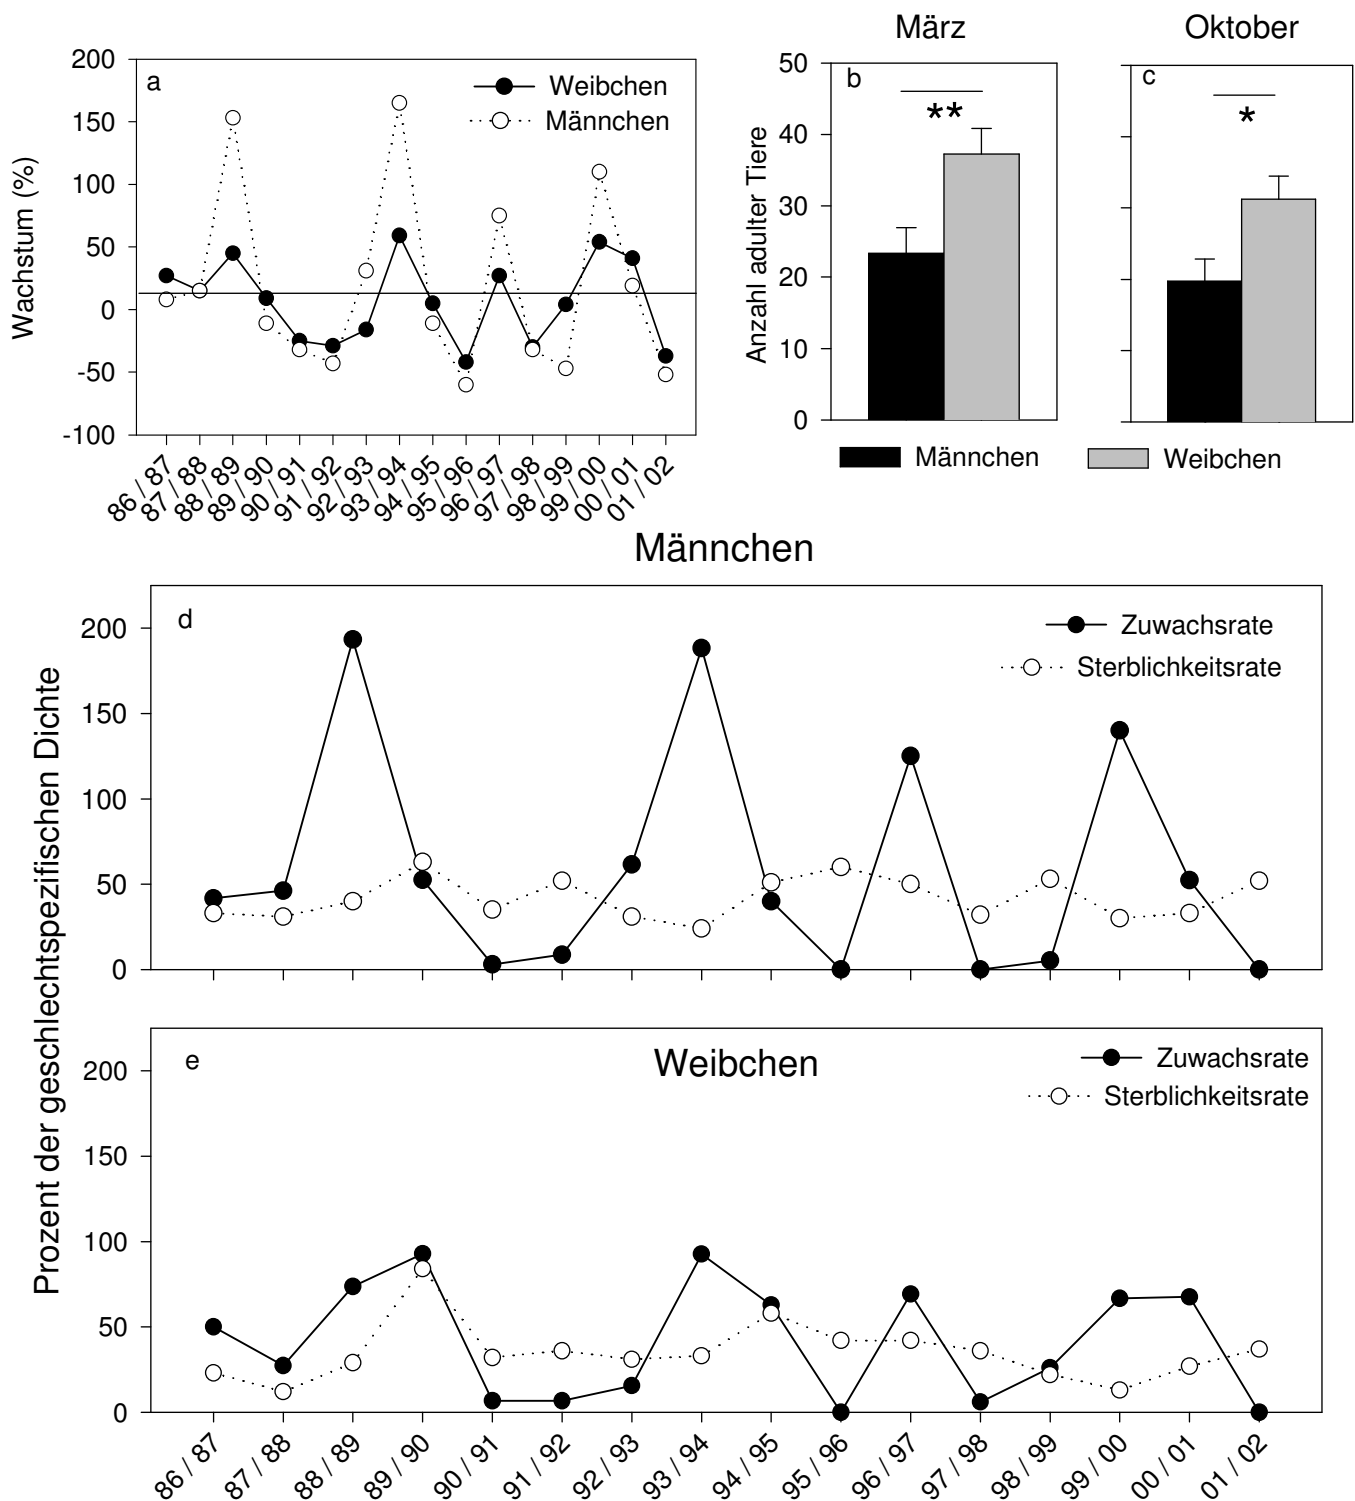 März
Oktober
a
Weibchen
Männchen
Wachstum (%)
200
150
100
50
0
-50
-100
86 / 87
87 / 88
88 / 89
89 / 90
90 / 91
91 / 92
92 / 93
93 / 94
94 / 95
95 / 96
96 / 97
97 / 98
98 / 99
99 / 00
00 / 01
01 / 02
b
**
Anzahl adulter Tiere
50
40
30
20
10
0
c
*
Männchen
Weibchen
Männchen
d
Zuwachsrate
Sterblichkeitsrate
200
150
100
50
0
Prozent der geschlechtspezifischen Dichte
e
Weibchen
Zuwachsrate
Sterblichkeitsrate
200
150
100
50
0
86 / 87
87 / 88
88 / 89
89 / 90
90 / 91
91 / 92
92 / 93
93 / 94
94 / 95
95 / 96
96 / 97
97 / 98
98 / 99
99 / 00
00 / 01
01 / 02